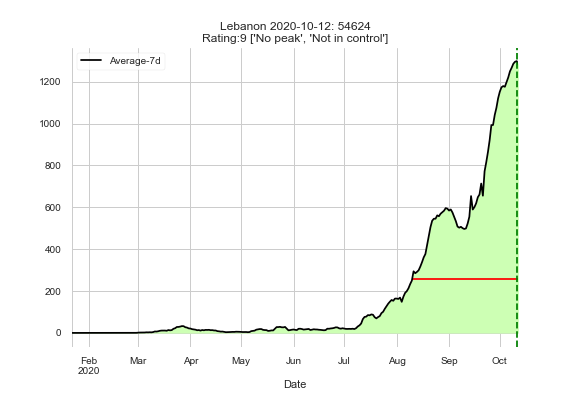 Lebanon 2020-10-12: 54624
Rating:9 ['No peak', 'Not in control']
Average-7d
1200
1000
800
600
400
200
0
Feb Mar Apr May Jun Jul Aug Sep Oct
2020
Date